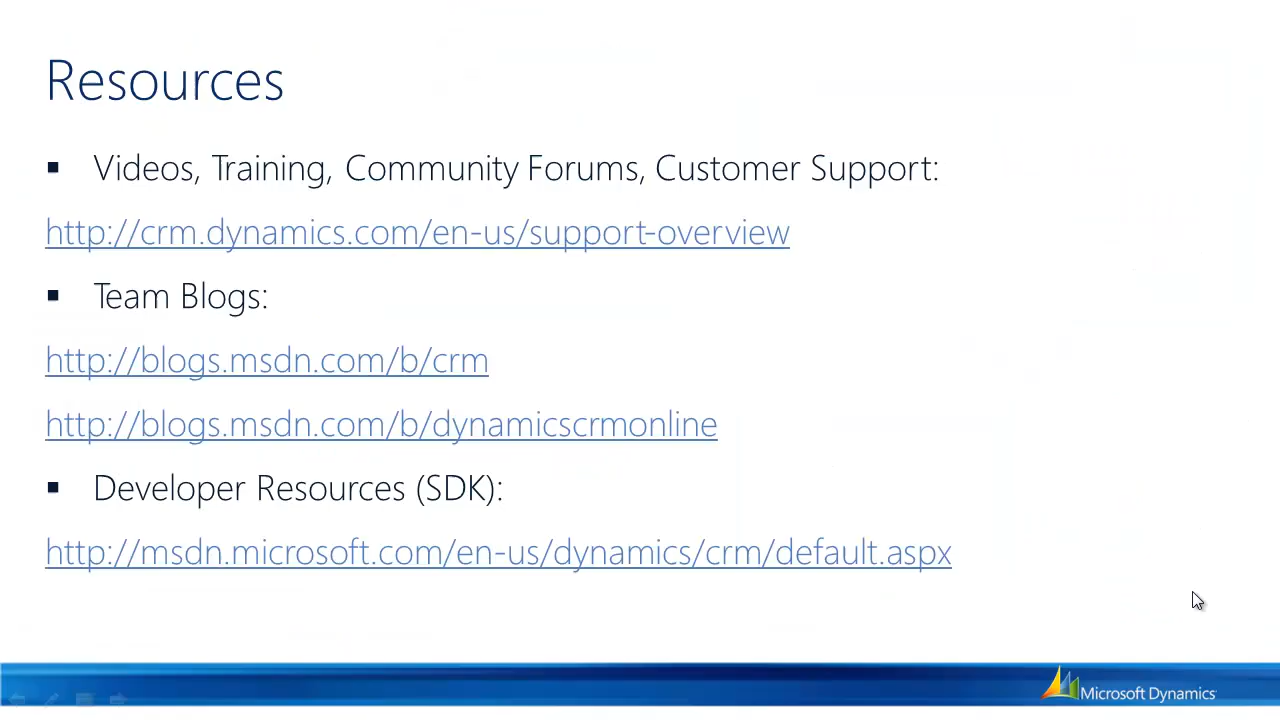 Resources
▪ Videos, Training, Community Forums, Customer Support:
http://crm.dynamics.com/en-us/support-overview
▪ Team Blogs:
http://blogs.msdn.com/b/crm
http://blogs.msdn.com/b/dynamicscrmonline
▪ Developer Resources (SDK):
http://msdn.microsoft.com/en-us/dynamics/crm/default.aspx
Microsoft Dynamics